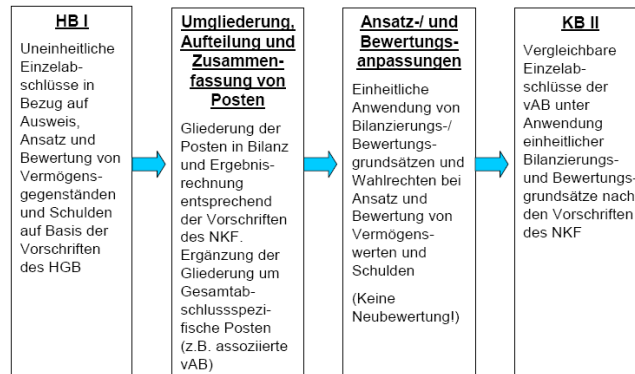 HB I
Uneinheitliche
Einzelab-
schlüsse in
Bezug auf
Ausweis,
Ansatz und
Bewertung von
Vermögens-
gegenständen
und Schulden
auf Basis der
Vorschriften
des HGB
Umgliederung,
Aufteilung und
Zusammen-
fassung von
Posten
Gliederung der
Posten in Bilanz
und Ergebnis-
rechnung
entsprechend
der Vorschriften
des NKF.
Ergänzung der
Gliederung um
Gesamtab-
schlussspezi-
fische Posten
(z.B. assoziierte
vAB)
Ansatz-/ und
Bewertungs-
anpassungen
Einheitliche
Anwendung von
Bilanzierungs-/
Bewertungs-
grundsätzen und
Wahlrechten bei
Ansatz und
Bewertung von
Vermögens-
werten und
Schulden
(Keine
Neubewertung!)
KB II
Vergleichbare
Einzelab-
schlüsse der
vAB unter
Anwendung
einheitlicher
Bilanzierungs-
und Bewertungs-
grundsätze nach
den Vorschriften
des NKF